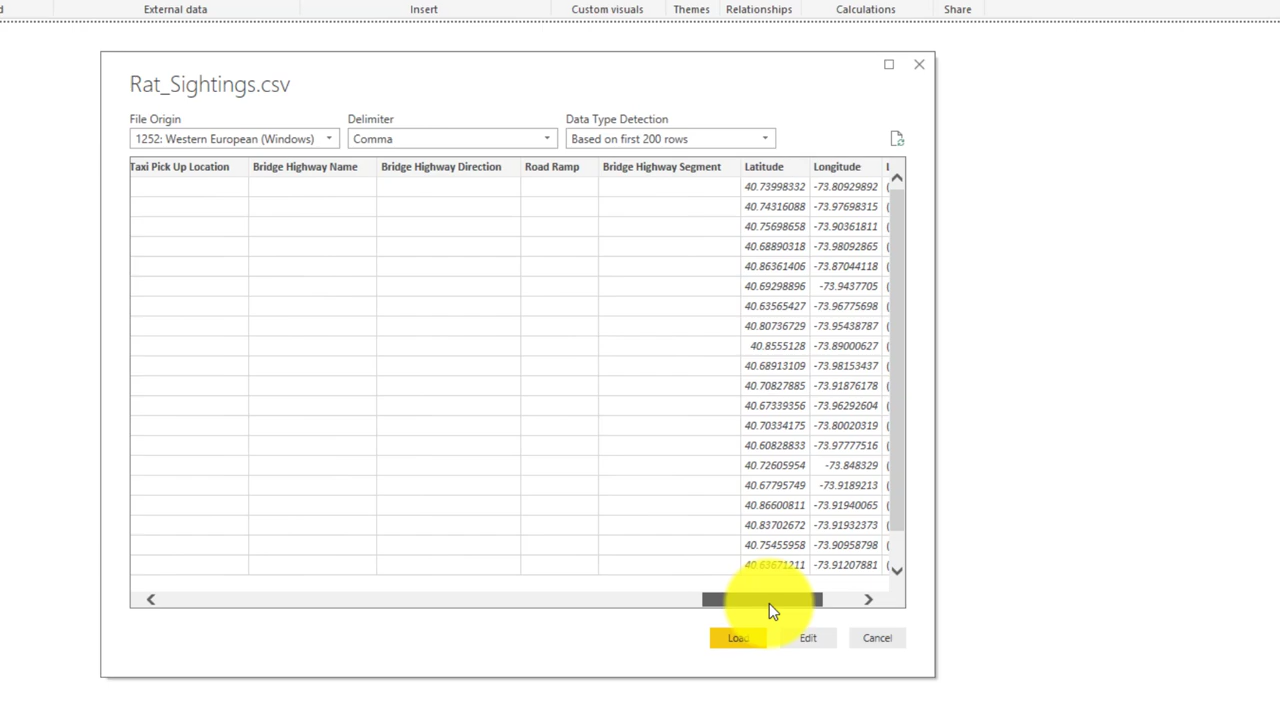 d External data Insert Custom visuals Themes Relationships Calculations Share
Rat_Sightings.csv
File Origin Delimiter Data Type Detection
1252: Western European (Windows) Comma Based on first 200 rows
Taxi Pick Up Location Bridge Highway Name Bridge Highway Direction Road Ramp Bridge Highway Segment Latitude Longitude
40.73998332 -73.80929892 (
40.74316088 -73.97698315 (
40.75698658 -73.90361811 (
40.68890318 -73.98092865 (
40.86361406 -73.87044118 (
40.69298896 -73.9437705 (
40.63565427 -73.96775698 (
40.80736729 -73.95438787 (
40.8555128 -73.89000627 (
40.68913109 -73.98153437 (
40.70827885 -73.91876178 (
40.67339356 -73.96292604 (
40.70334175 -73.80020319 (
40.60828833 -73.97777516 (
40.72605954 -73.848329 (
40.67795749 -73.9189213 (
40.86600811 -73.91940065 (
40.83702672 -73.91932373 (
40.75455958 -73.90958798 (
40.63671211 -73.91207881 (
Load Edit Cancel